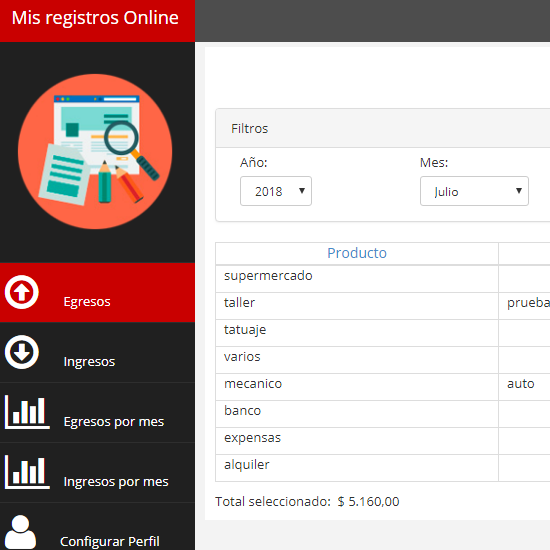 Mis registros Online
Filtros
Año:
Mes:
2018
Julio
Producto
supermercado
taller
prueba
tatuaje
varios
mecanico
auto
banco
expensas
alquiler
Total seleccionado: $ 5.160,00
Egresos
Ingresos
Egresos por mes
Ingresos por mes
Configurar Perfil